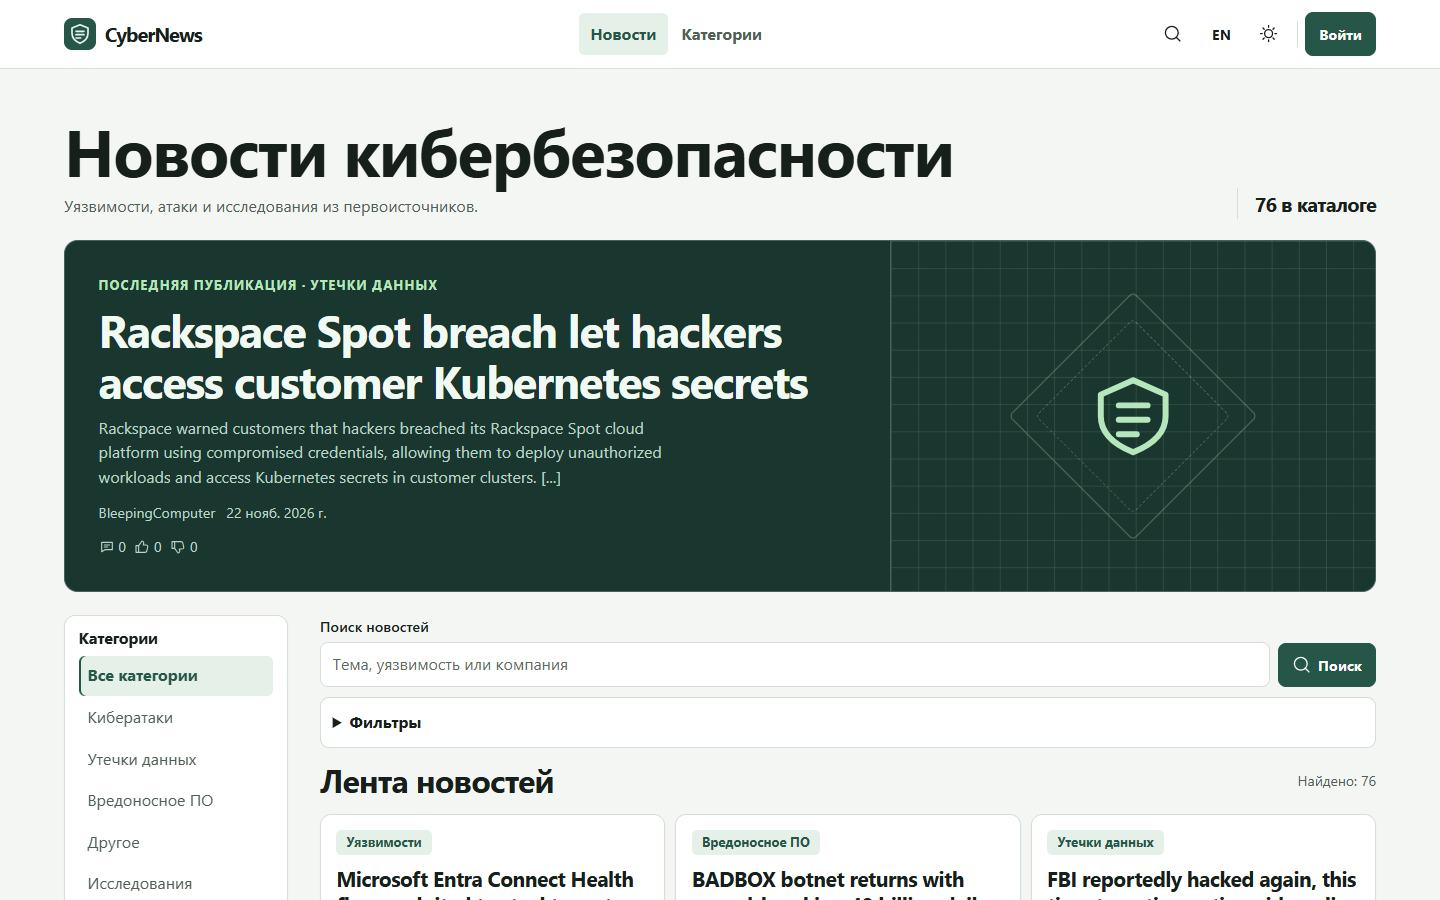 CyberNews
Новости
Категории
EN
Войти
Новости кибербезопасности
Уязвимости, атаки и исследования из первоисточников.
76 в каталоге
ПОСЛЕДНЯЯ ПУБЛИКАЦИЯ · УТЕЧКИ ДАННЫХ
Rackspace Spot breach let hackers
access customer Kubernetes secrets
Rackspace warned customers that hackers breached its Rackspace Spot cloud
platform using compromised credentials, allowing them to deploy unauthorized
workloads and access Kubernetes secrets in customer clusters. [...]
BleepingComputer 22 нояб. 2026 г.
0 0 0
Категории
Все категории
Кибератаки
Утечки данных
Вредоносное ПО
Другое
Исследования
Поиск новостей
Тема, уязвимость или компания
Поиск
Фильтры
Лента новостей
Найдено: 76
Уязвимости
Microsoft Entra Connect Health
Вредоносное ПО
BADBOX botnet returns with
Утечки данных
FBI reportedly hacked again, this